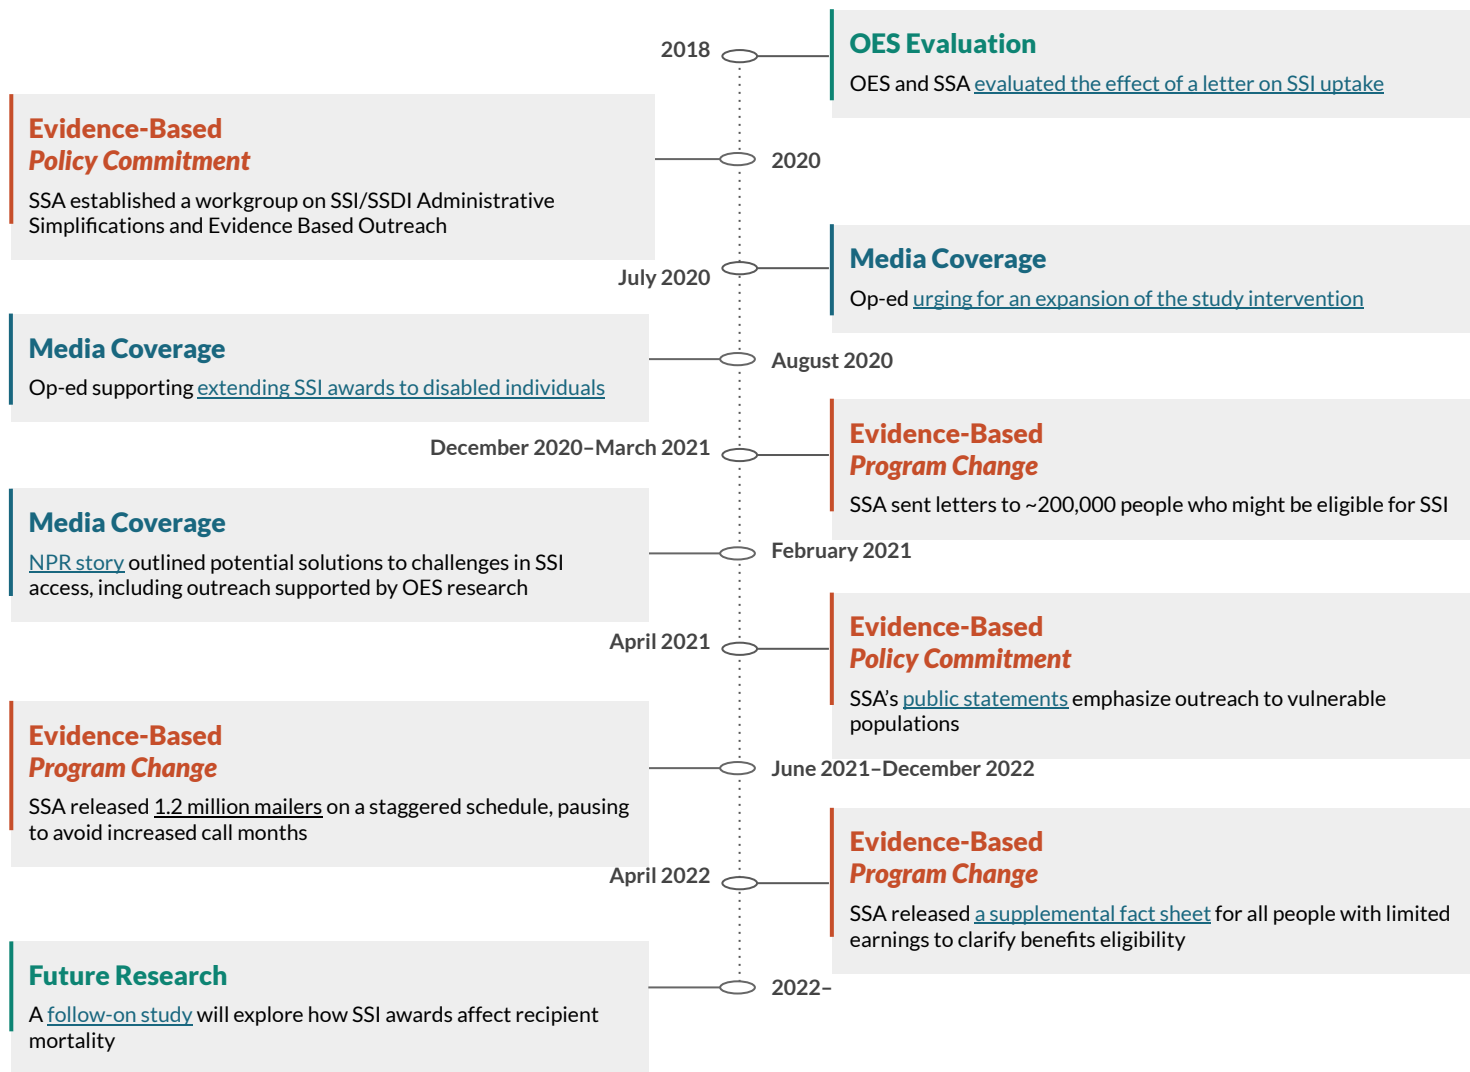 2018
OES Evaluation
OES and SSA evaluated the effect of a letter on SSI uptake
Evidence-Based
Policy Commitment
SSA established a workgroup on SSI/SSDI Administrative
Simplifications and Evidence Based Outreach
2020
July 2020
Media Coverage
Op-ed urging for an expansion of the study intervention
Media Coverage
Op-ed supporting extending SSI awards to disabled individuals
August 2020
December 2020–March 2021
Evidence-Based
Program Change
SSA sent letters to ~200,000 people who might be eligible for SSI
Media Coverage
NPR story outlined potential solutions to challenges in SSI
access, including outreach supported by OES research
February 2021
April 2021
Evidence-Based
Policy Commitment
SSA’s public statements emphasize outreach to vulnerable
populations
Evidence-Based
Program Change
SSA released 1.2 million mailers on a staggered schedule, pausing
to avoid increased call months
June 2021–December 2022
April 2022
Evidence-Based
Program Change
SSA released a supplemental fact sheet for all people with limited
earnings to clarify benefits eligibility
Future Research
A follow-on study will explore how SSI awards affect recipient
mortality
2022–